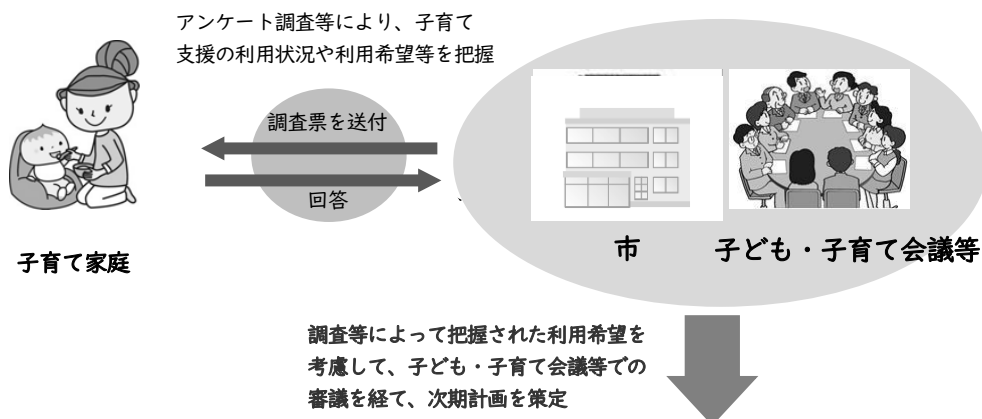 アンケート調査等により、子育て
支援の利用状況や利用希望等を把握
調査票を送付
回答
子育て家庭
市
子ども・子育て会議等
調査等によって把握された利用希望を
考慮して、子ども・子育て会議等での
審議を経て、次期計画を策定